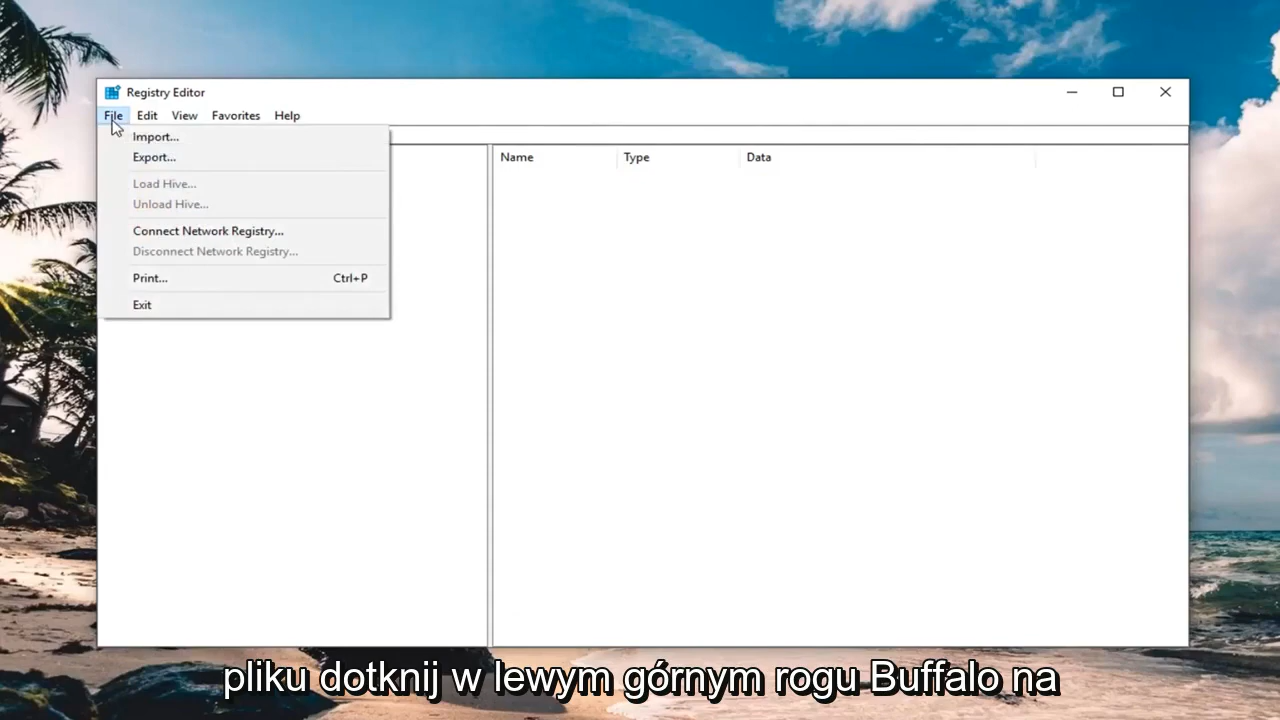 Registry Editor
File Edit View Favorites Help
Import...
Export...
Name Type Data
Load Hive...
Unload Hive...
Connect Network Registry...
Disconnect Network Registry...
Print... Ctrl+P
Exit
pliku dotknij w lewym górnym rogu Buffalo na